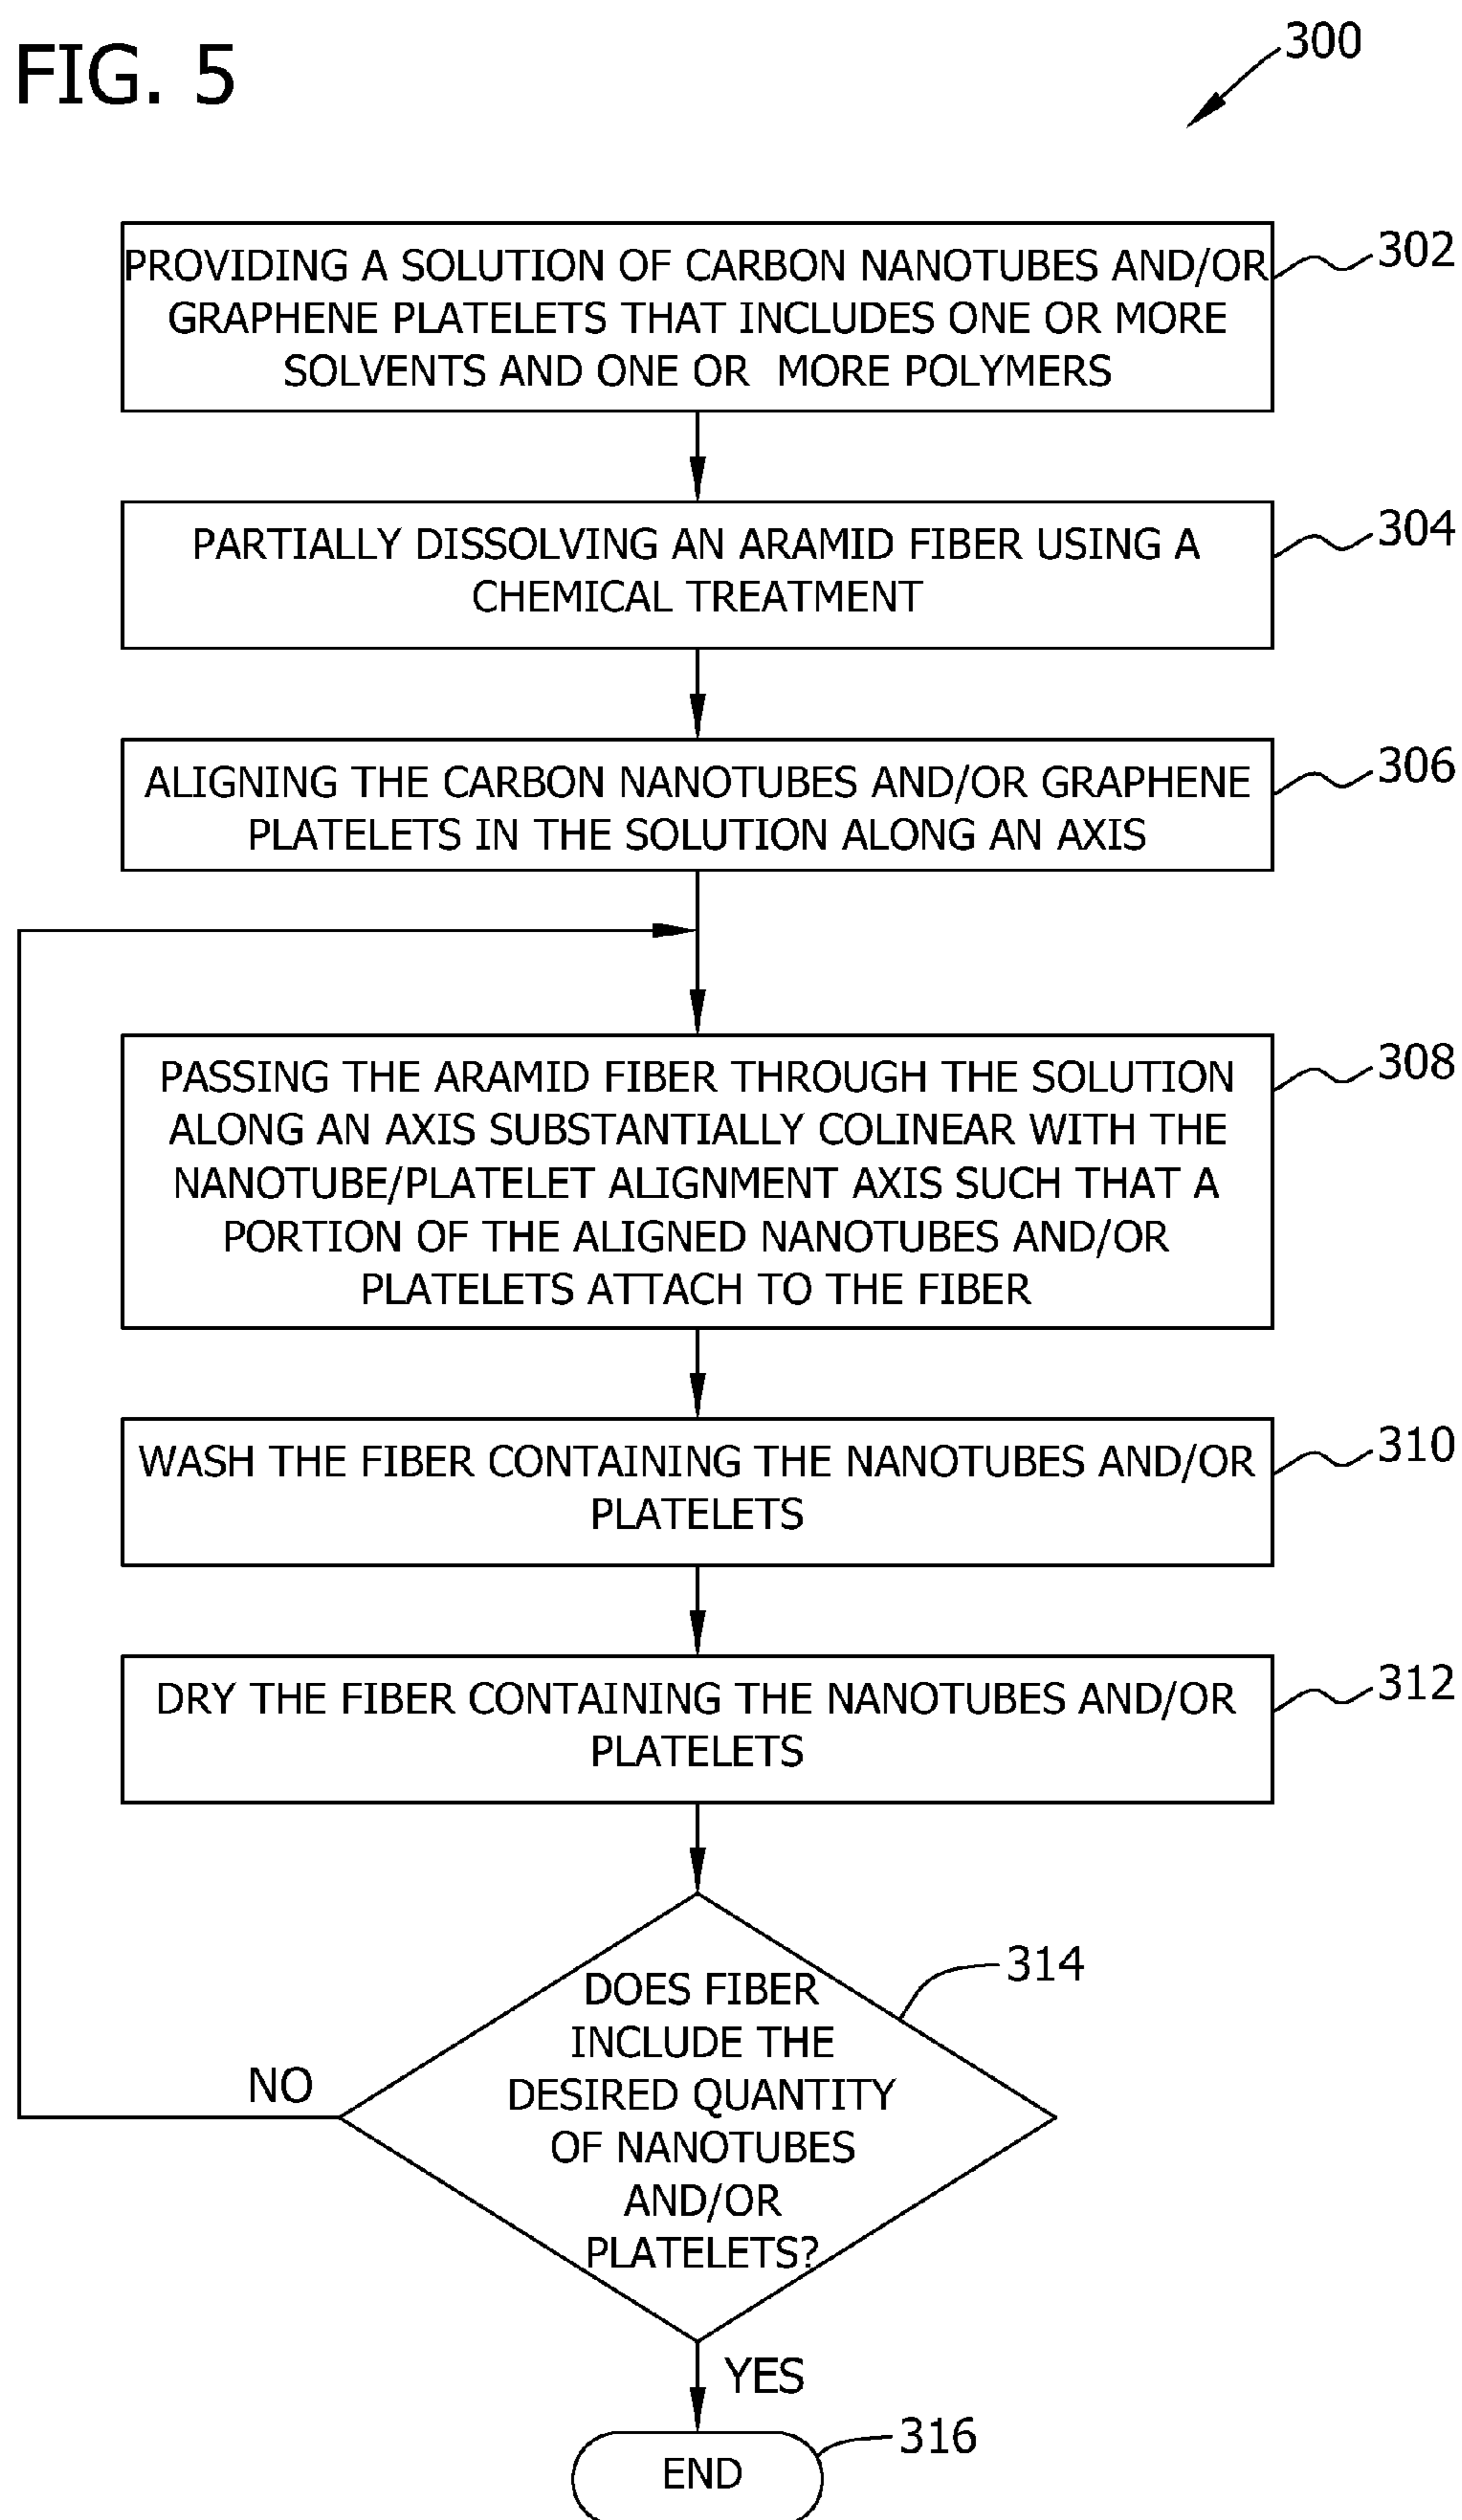 FIG. 5
300
PROVIDING A SOLUTION OF CARBON NANOTUBES AND/OR
GRAPHENE PLATELETS THAT INCLUDES ONE OR MORE
SOLVENTS AND ONE OR MORE POLYMERS
302
PARTIALLY DISSOLVING AN ARAMID FIBER USING A
CHEMICAL TREATMENT
304
ALIGNING THE CARBON NANOTUBES AND/OR GRAPHENE
PLATELETS IN THE SOLUTION ALONG AN AXIS
306
PASSING THE ARAMID FIBER THROUGH THE SOLUTION
ALONG AN AXIS SUBSTANTIALLY COLINEAR WITH THE
NANOTUBE/PLATELET ALIGNMENT AXIS SUCH THAT A
PORTION OF THE ALIGNED NANOTUBES AND/OR
PLATELETS ATTACH TO THE FIBER
308
WASH THE FIBER CONTAINING THE NANOTUBES AND/OR
PLATELETS
310
DRY THE FIBER CONTAINING THE NANOTUBES AND/OR
PLATELETS
312
DOES FIBER
INCLUDE THE
DESIRED QUANTITY
OF NANOTUBES
AND/OR
PLATELETS?
314
NO
YES
END
316